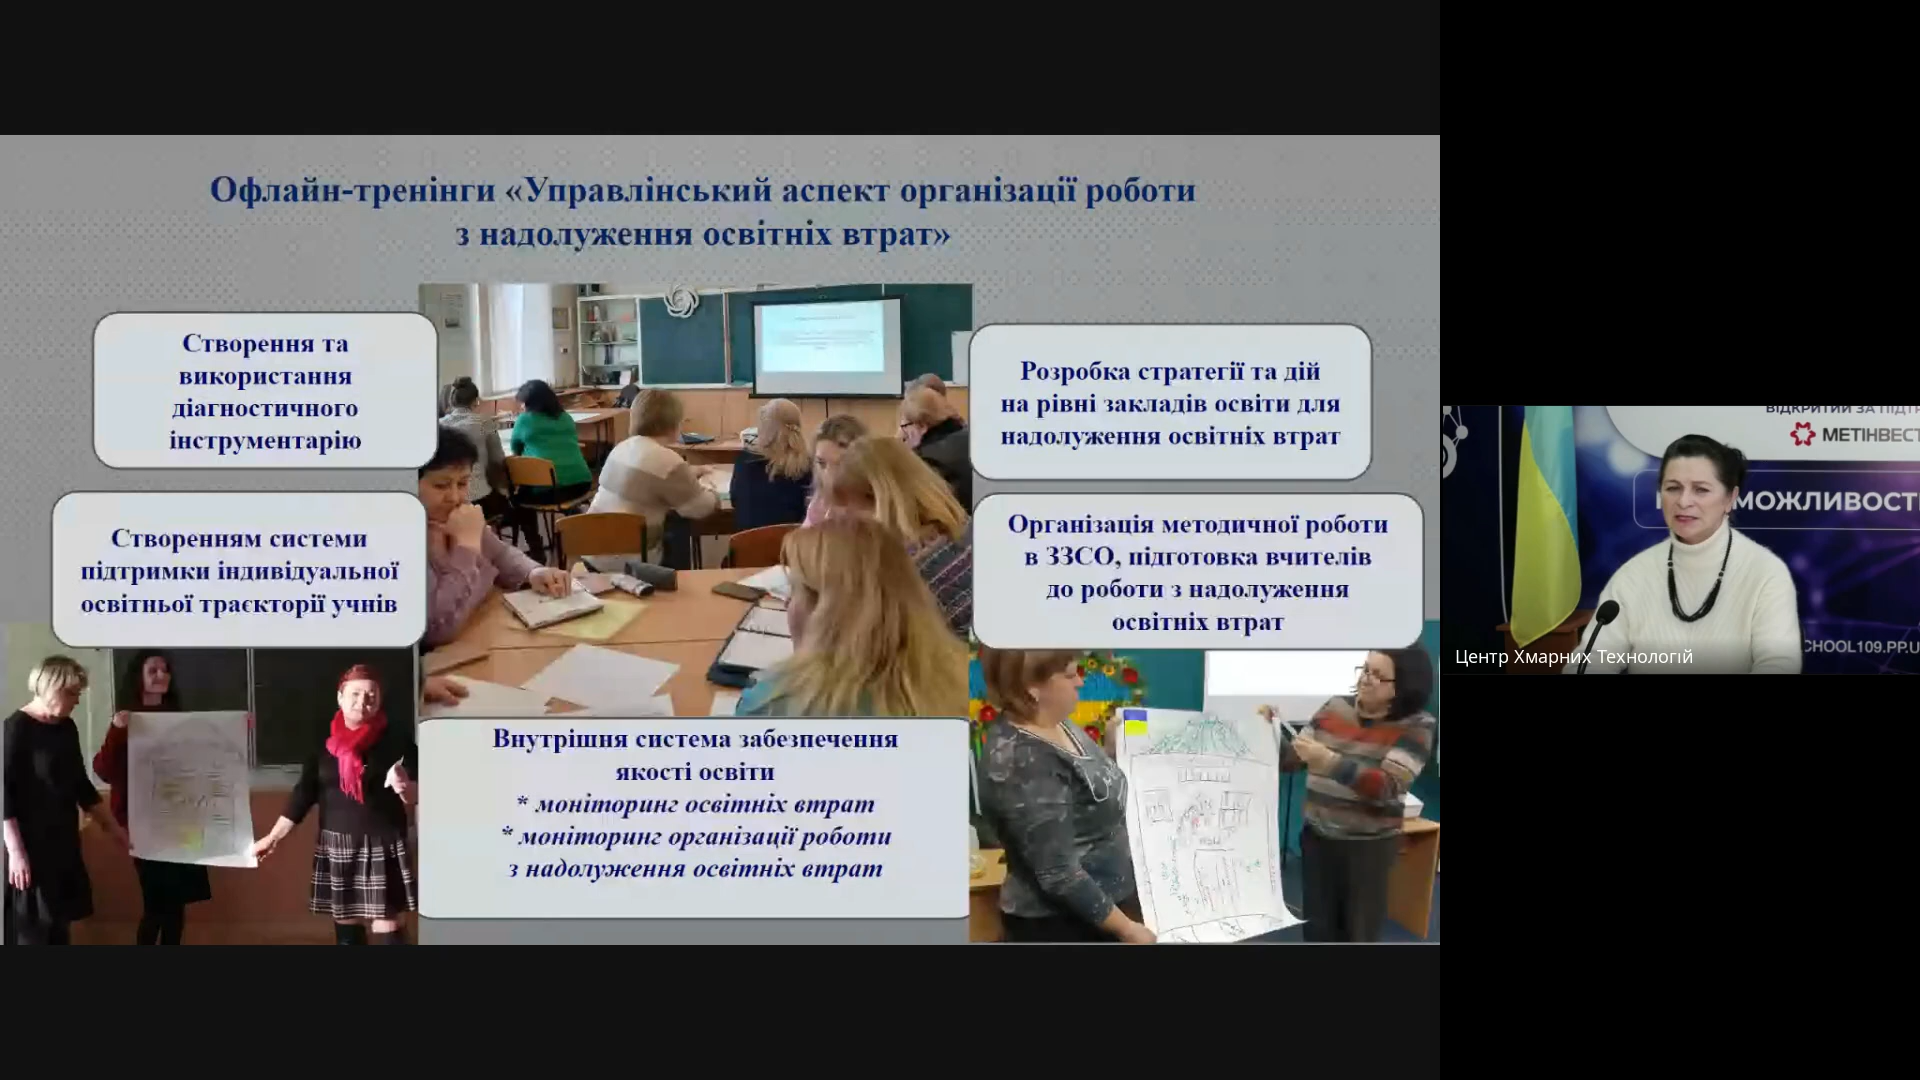 Офлайн-тренінги «Управлінський аспект організації роботи
з надолуження освітніх втрат»
Створення та
використання
діагностичного
інструментарію
Створенням системи
підтримки індивідуальної
освітньої траєкторії учнів
Розробка стратегії та дій
на рівні закладів освіти для
надолуження освітніх втрат
Організація методичної роботи
в ЗЗСО, підготовка вчителів
до роботи з надолуження
освітніх втрат
Внутрішня система забезпечення
якості освіти
* моніторинг освітніх втрат
* моніторинг організації роботи
з надолуження освітніх втрат
ВІДКРИТИЙ ЗА
МЕТІНВЕСТ
МОЖЛИВОСТ
CHOOL109.PP.U
Центр Хмарних Технологій